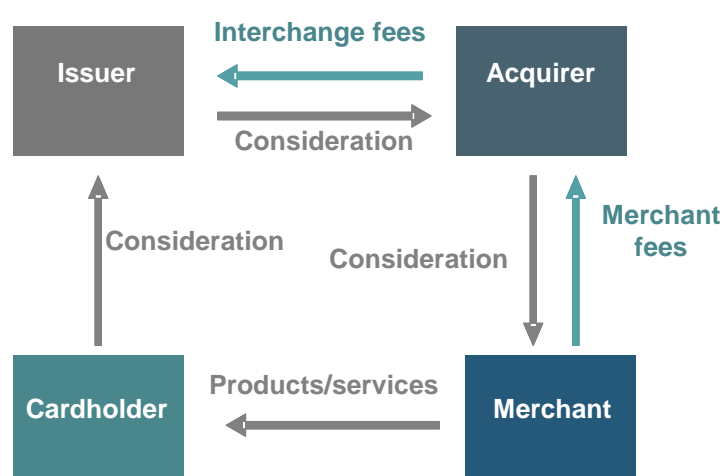 Interchange fees
Issuer
Acquirer
Consideration
Consideration
Consideration
Merchant
fees
Products/services
Cardholder
Merchant